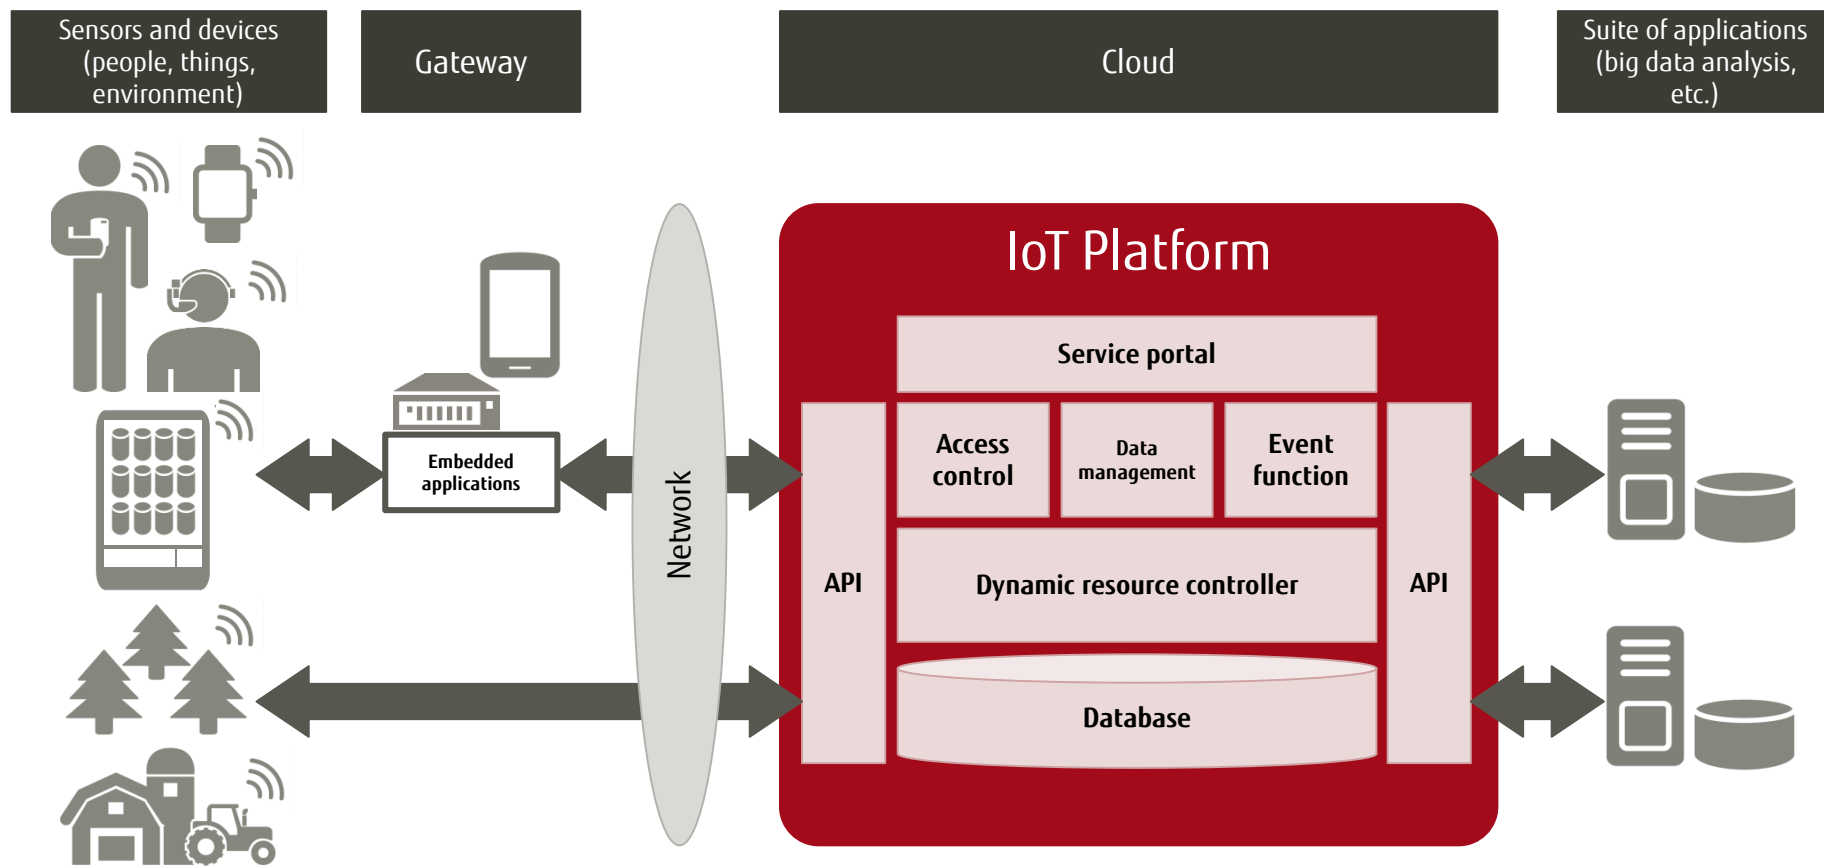 Sensors and devices
(people, things,
environment)
Gateway
Cloud
Suite of applications
(big data analysis,
etc.)
Embedded
applications
Network
IoT Platform
Service portal
API
Access
control
Data
management
Event
function
Dynamic resource controller
Database
API